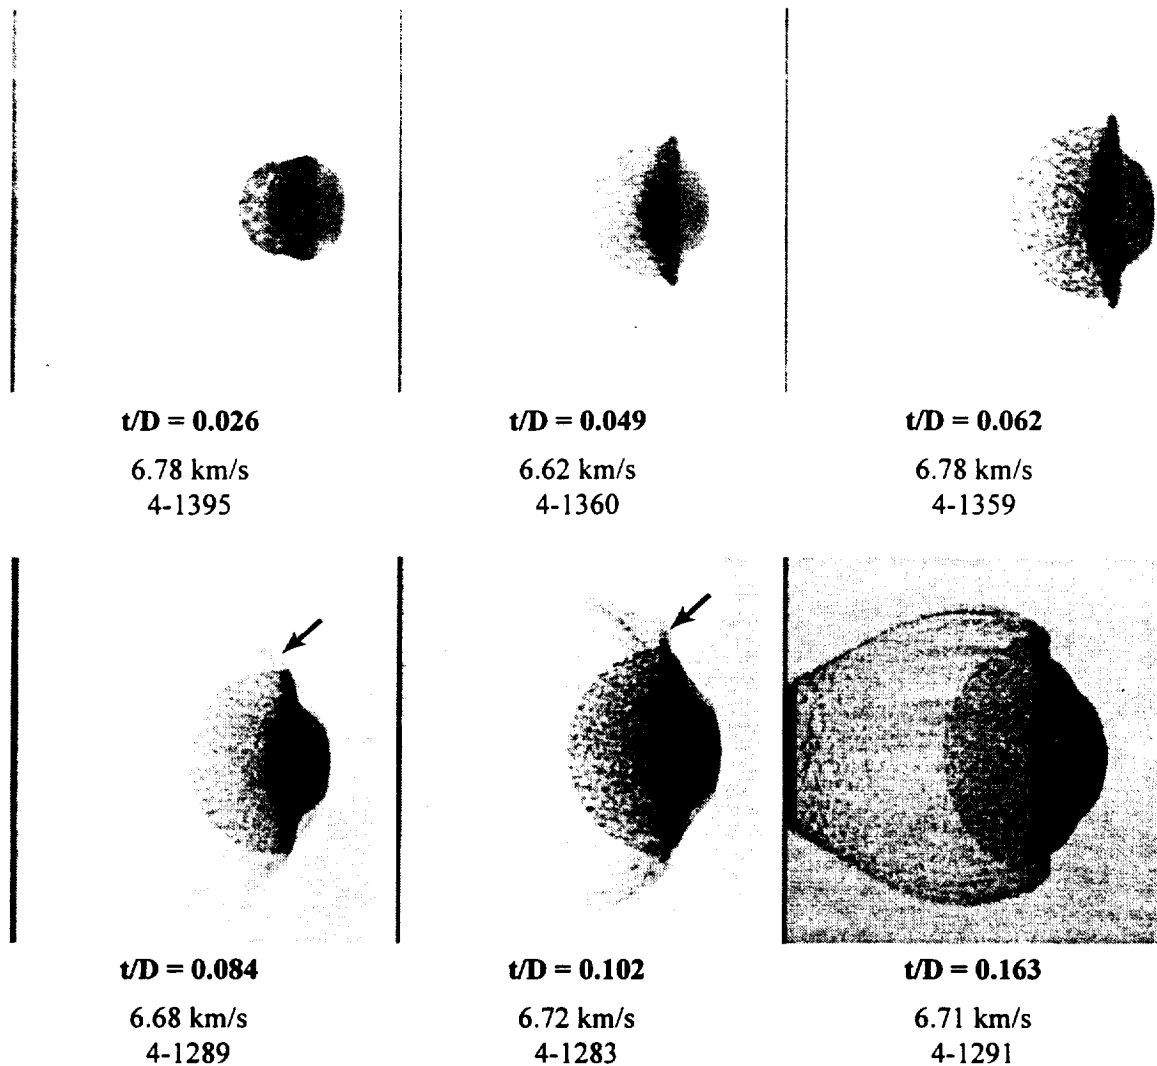 t/D = 0.026
6.78 km/s
4-1395
t/D = 0.049
6.62 km/s
4-1360
t/D = 0.062
6.78 km/s
4-1359
t/D = 0.084
6.68 km/s
4-1289
t/D = 0.102
6.72 km/s
4-1283
t/D = 0.163
6.71 km/s
4-1291